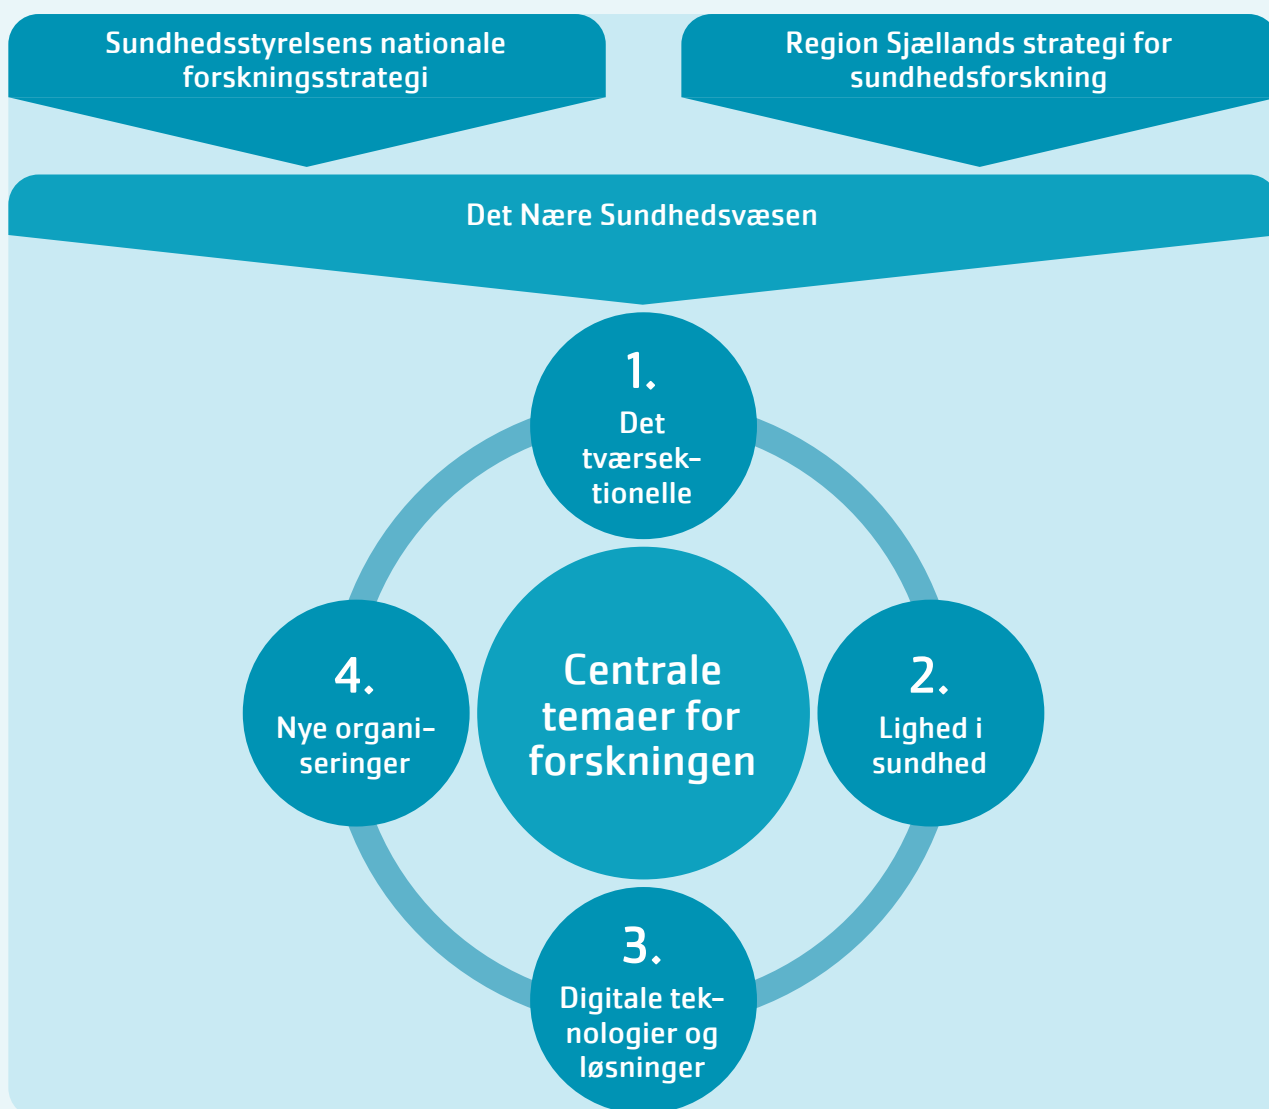 Sundhedsstyrelsens nationale
forskningsstrategi
Region Sjællands strategi for
sundhedsforskning
Det Nære Sundhedsvæsen
1.
Det
tværsek-
tionelle
2.
Lighed i
sundhed
3.
Digitale tek-
nologier og
løsninger
4.
Nye organi-
seringer
Centrale
temaer for
forskningen